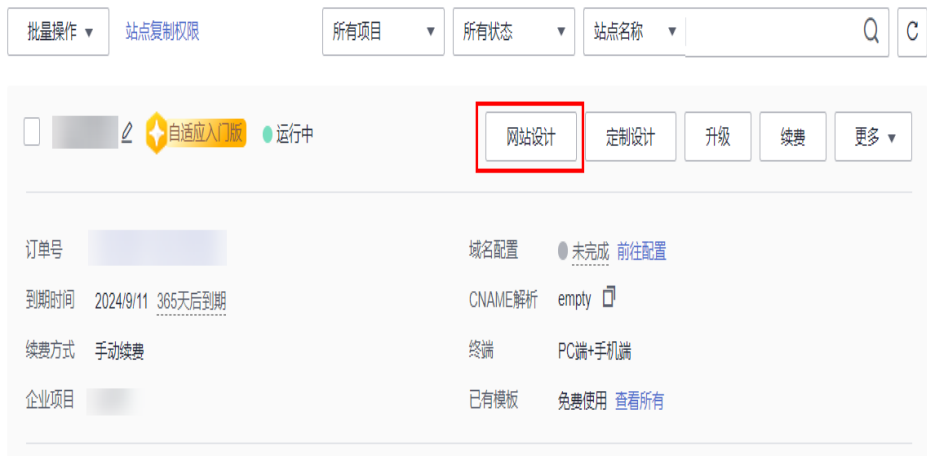 批量操作 站点复制权限 所有项目 所有状态 站点名称
自适应入门版 运行中 网站设计 定制设计 升级 续费 更多
订单号 域名配置 未完成 前往配置
到期时间 2024/9/11 365天后到期 CNAME解析 empty
续费方式 手动续费 终端 PC端+手机端
企业项目 已有模板 免费使用 查看所有